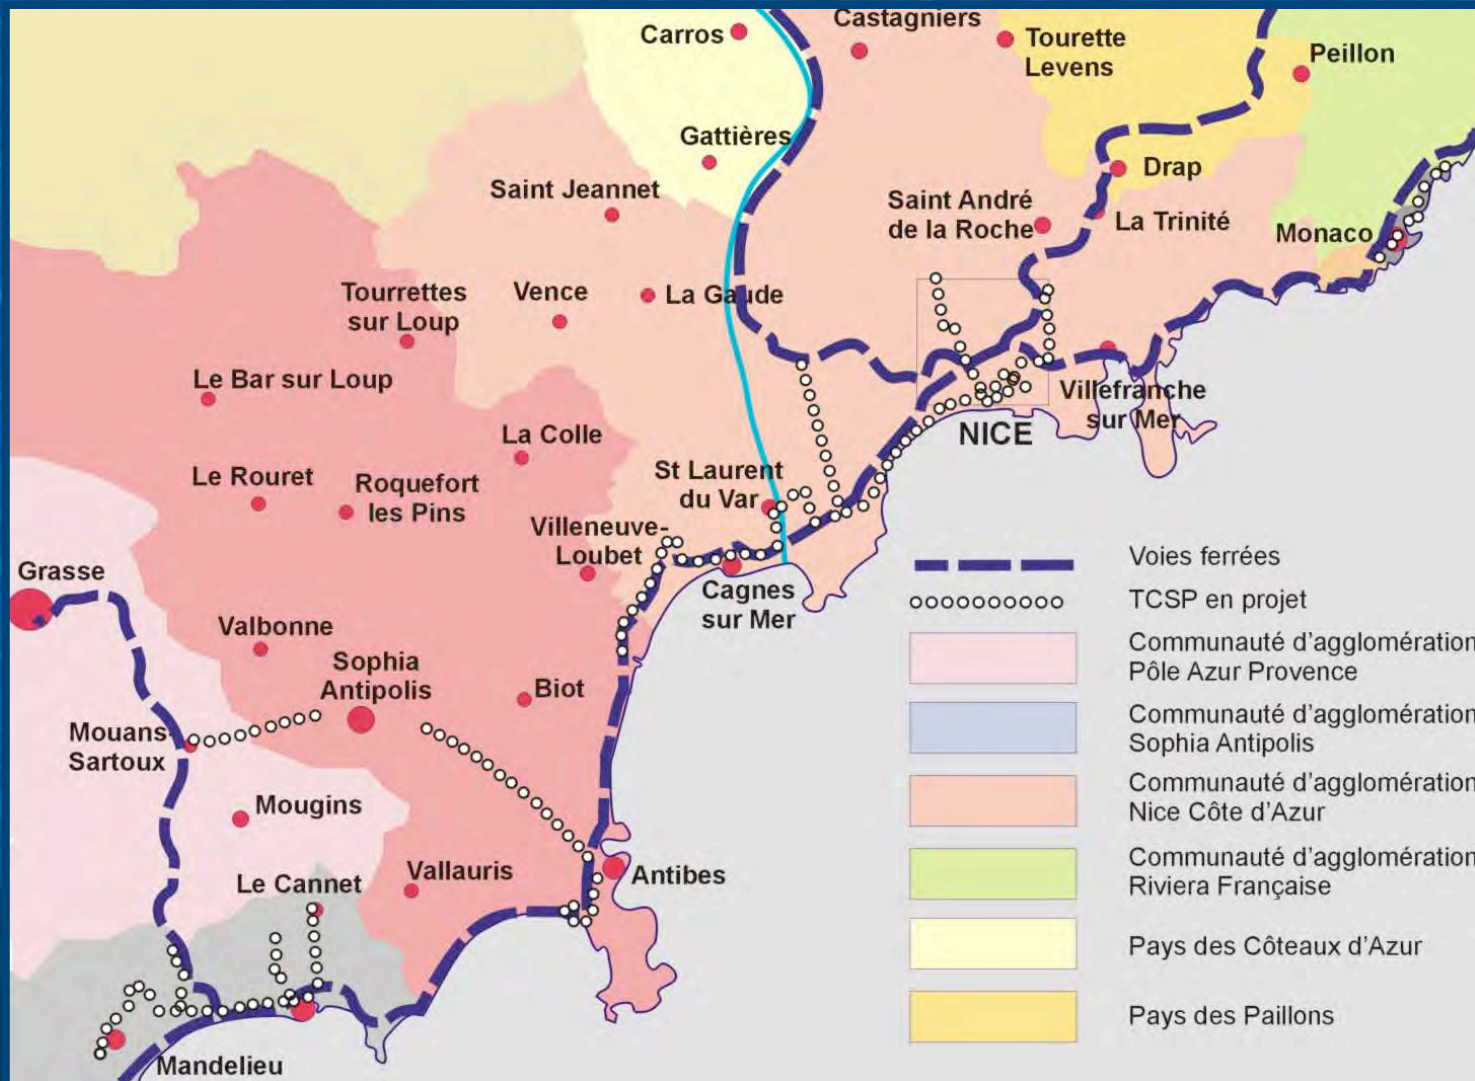 Castagniers
Carros
Tourette
Levens
Peillon
Gattières
Drap
Saint Jeannet
Saint André
de la Roche
La Trinité
Monaco
Tourrettes
sur Loup
Vence
La Gaude
Le Bar sur Loup
Villefranche
sur Mer
La Colle
NICE
Le Rouret
Roquefort
les Pins
St Laurent
du Var
Villeneuve-
Loubet
Grasse
Cagnes
sur Mer
Valbonne
Sophia
Antipolis
Biot
Mouans-
Sartoux
Mougins
Le Cannet
Vallauris
Antibes
Mandelieu
Voies ferrées
TCSP en projet
Communauté d'agglomération
Pôle Azur Provence
Communauté d'agglomération
Sophia Antipolis
Communauté d'agglomération
Nice Côte d'Azur
Communauté d'agglomération
Riviera Française
Pays des Côteaux d'Azur
Pays des Paillons